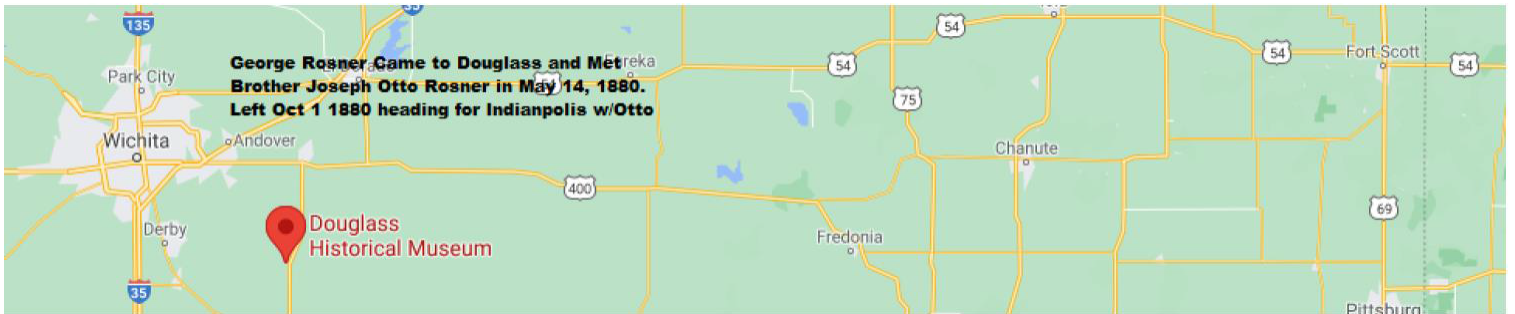 35
135
54
Fort Scott
George Rosner Came to Douglass and Met
Brother Joseph Otto Rosner in May 14, 1880.
Left Oct 1 1880 heading for Indianpolis w/Otto
Park City
54
54
54
54
75
Wichita
Andover
Chanute
400
69
Derby
Douglass
Historical Museum
Fredonia
35
Pittsburg